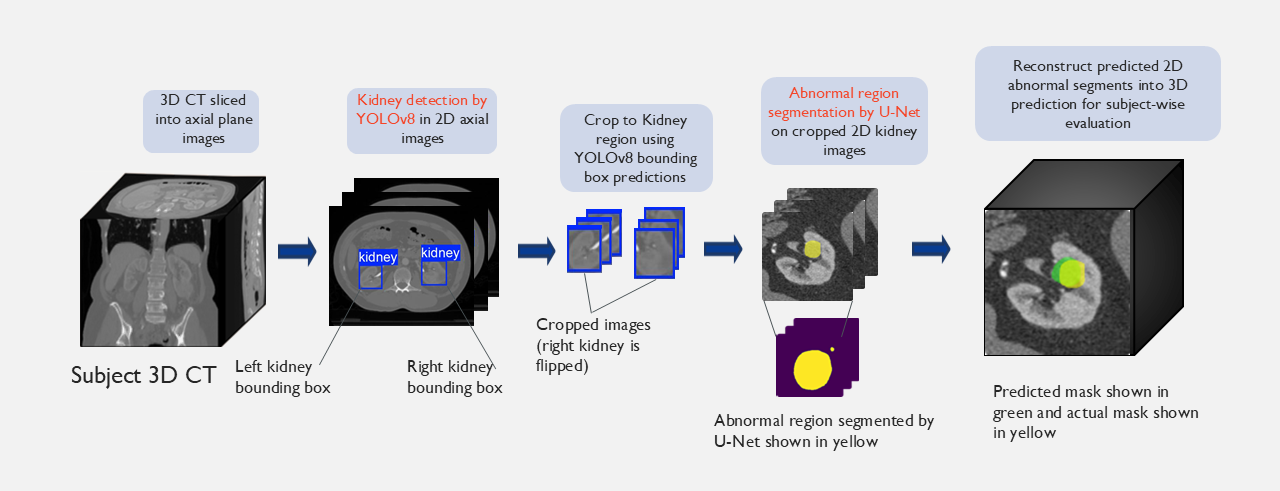 3D CT sliced
into axial plane
images
Kidney detection by
YOLOv8 in 2D axial
images
Crop to Kidney
region using
YOLOv8 bounding
box predictions
Abnormal region
segmentation by U-Net
on cropped 2D kidney
images
Reconstruct predicted 2D
abnormal segments into 3D
prediction for subject-wise
evaluation
kidney
kidney
Subject 3D CT
Left kidney
bounding box
Right kidney
bounding box
Cropped images
(right kidney is
flipped)
Abnormal region segmented by
U-Net shown in yellow
Predicted mask shown in
green and actual mask shown
in yellow